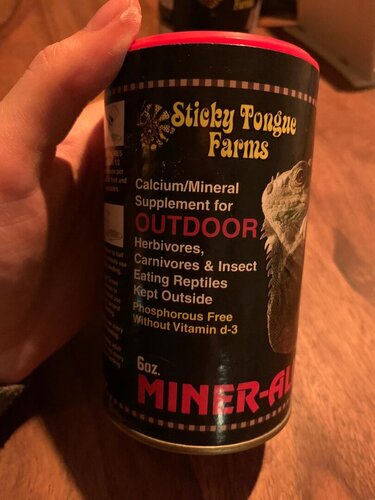 Sticky Tongue
Farms
Calcium/Mineral
Supplement for
OUTDOOR
Herbivores,
Carnivores & Insect
Eating Reptiles
Kept Outside
Phosphorous Free
Without Vitamin d-3
6oz.
MINER-AL